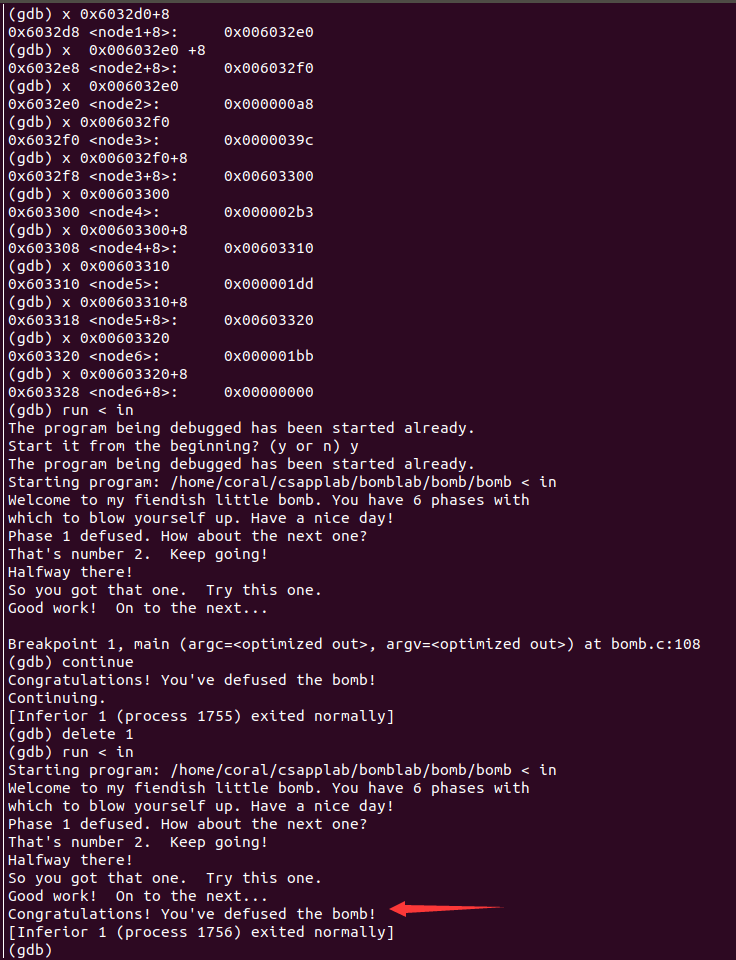 (gdb) x 0x6032d0+8
0x6032d8 <node1+8>:     0x006032e0
(gdb) x  0x006032e0 +8
0x6032e8 <node2+8>:     0x006032f0
(gdb) x  0x006032e0
0x6032e0 <node2>:       0x000000a8
(gdb) x 0x006032f0
0x6032f0 <node3>:       0x0000039c
(gdb) x 0x006032f0+8
0x6032f8 <node3+8>:     0x00603300
(gdb) x 0x00603300
0x603300 <node4>:       0x000002b3
(gdb) x 0x00603300+8
0x603308 <node4+8>:     0x00603310
(gdb) x 0x00603310
0x603310 <node5>:       0x000001dd
(gdb) x 0x00603310+8
0x603318 <node5+8>:     0x00603320
(gdb) x 0x00603320
0x603320 <node6>:       0x000001bb
(gdb) x 0x00603320+8
0x603328 <node6+8>:     0x00000000
(gdb) run < in
The program being debugged has been started already.
Start it from the beginning? (y or n) y
The program being debugged has been started already.
Starting program: /home/coral/csapplab/bomblab/bomb/bomb < in
Welcome to my fiendish little bomb. You have 6 phases with
which to blow yourself up. Have a nice day!
Phase 1 defused. How about the next one?
That's number 2.  Keep going!
Halfway there!
So you got that one.  Try this one.
Good work!  On to the next...
Breakpoint 1, main (argc=<optimized out>, argv=<optimized out>) at bomb.c:108
(gdb) continue
Congratulations! You've defused the bomb!
Continuing.
[Inferior 1 (process 1755) exited normally]
(gdb) delete 1
(gdb) run < in
Starting program: /home/coral/csapplab/bomblab/bomb/bomb < in
Welcome to my fiendish little bomb. You have 6 phases with
which to blow yourself up. Have a nice day!
Phase 1 defused. How about the next one?
That's number 2.  Keep going!
Halfway there!
So you got that one.  Try this one.
Good work!  On to the next...
Congratulations! You've defused the bomb!
[Inferior 1 (process 1756) exited normally]
(gdb)